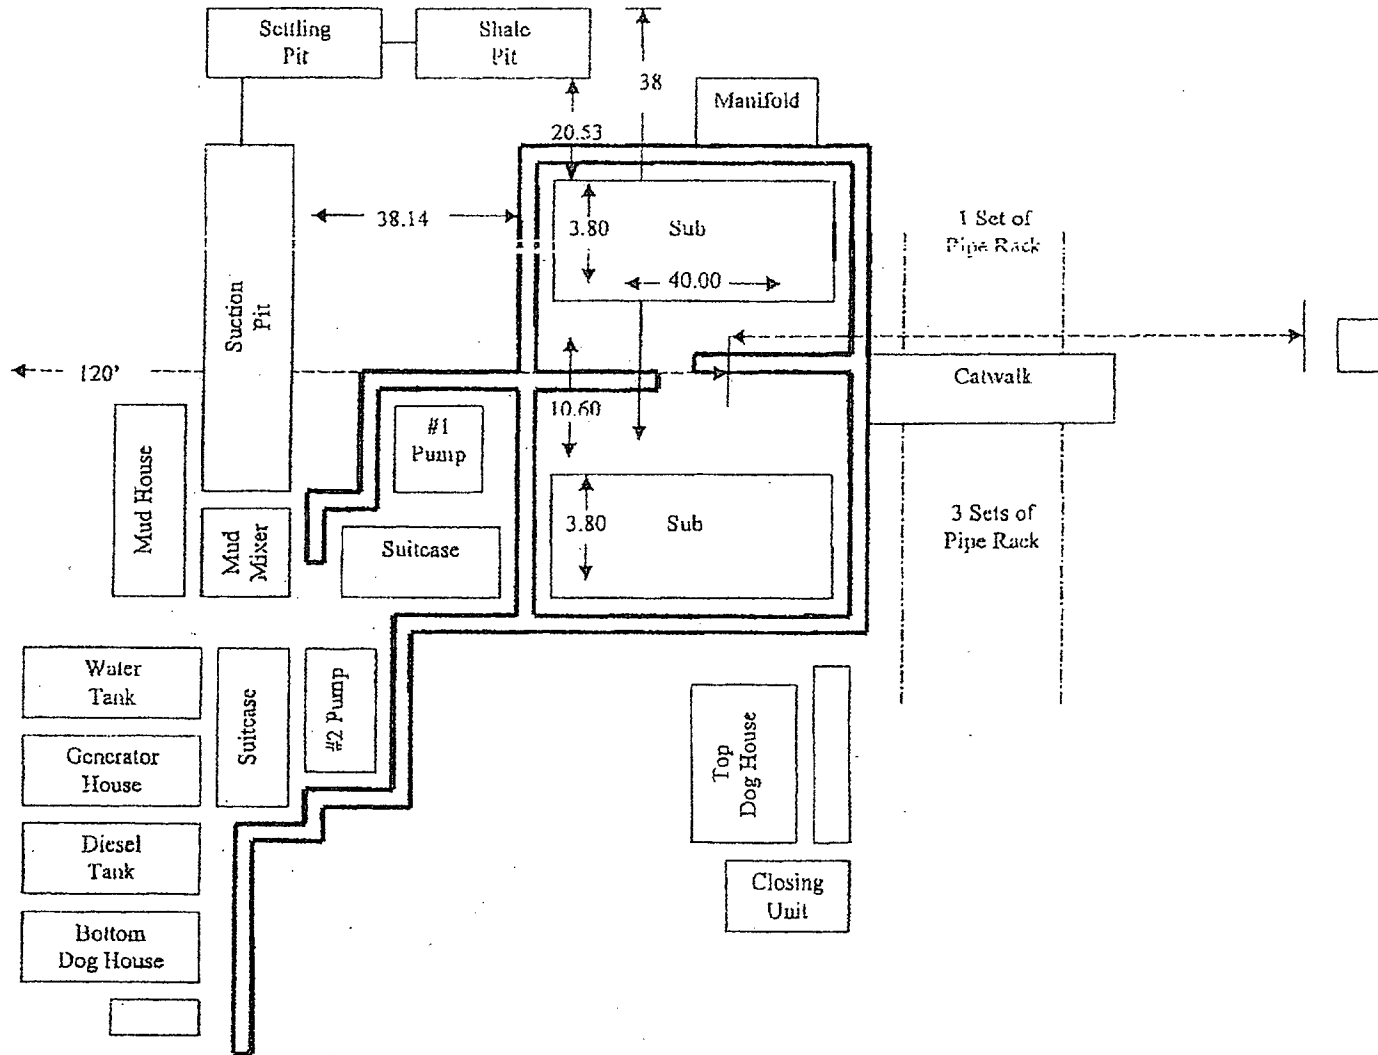 Settling
Pit
Shale
Pit
38
Manifold
20.53
38.14
3.80
Sub
1 Set of
Pipe Rack
40.00
Suction
Pit
120'
Catwalk
10.60
#1
Pump
Mud House
Mud
Mixer
Suitcase
3.80
Sub
3 Sets of
Pipe Rack
Water
Tank
Suitcase
#2 Pump
Generator
House
Top
Dog House
Diesel
Tank
Closing
Unit
Bottom
Dog House